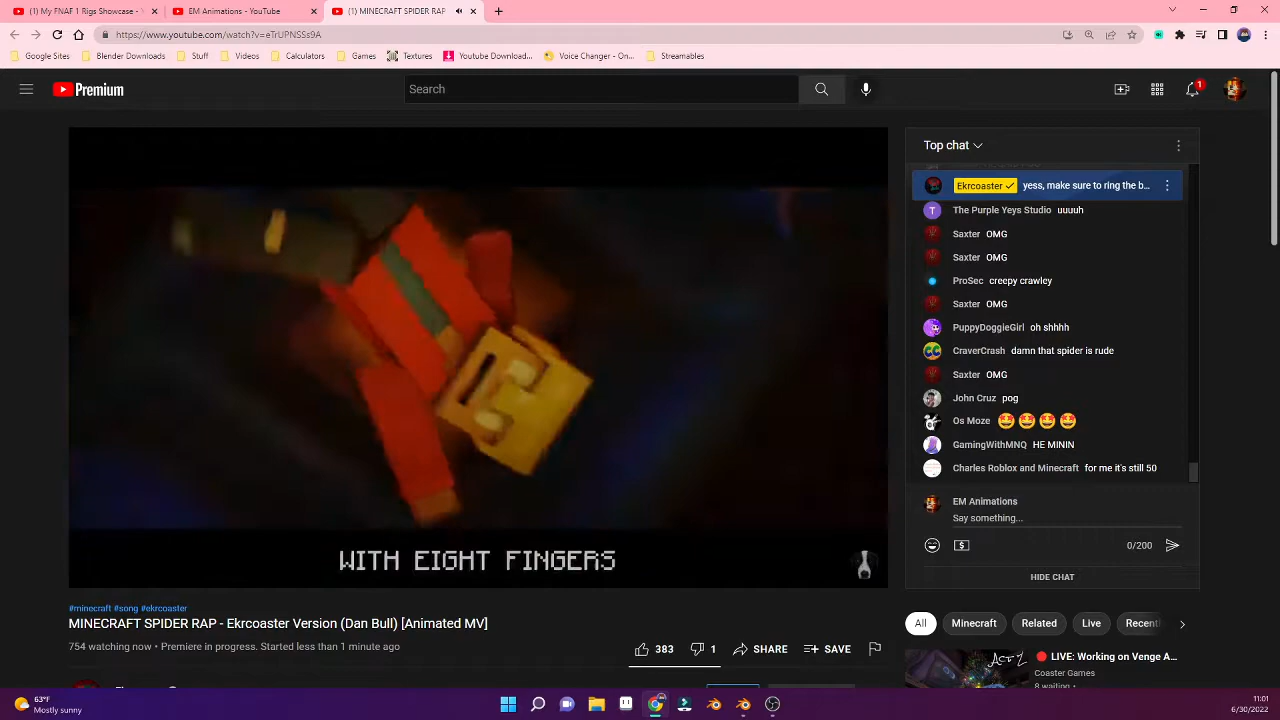 (1) My FNAF 1 Rigs Showcase -
EM Animations - YouTube
(1) MINECRAFT SPIDER RAP
https://www.youtube.com/watch?v=eTrUPNSSs9A
Google Sites
Blender Downloads
Stuff
Videos
Calculators
Games
Textures
Youtube Download...
Voice Changer - On...
Streamables
Premium
Search
1
Top chat
Ekrcoaster yess, make sure to ring the b...
The Purple Yeys Studio uuuuh
Saxter OMG
Saxter OMG
ProSec creepy crawley
Saxter OMG
PuppyDoggieGirl oh shhhh
CraverCrash damn that spider is rude
Saxter OMG
John Cruz pog
Os Moze 🤩🤩🤩🤩
GamingWithMNQ HE MININ
Charles Roblox and Minecraft for me it's still 50
EM Animations
Say something...
0/200
HIDE CHAT
WITH EIGHT FINGERS
#minecraft #song #ekrcoaster
MINECRAFT SPIDER RAP - Ekrcoaster Version (Dan Bull) [Animated MV]
754 watching now • Premiere in progress. Started less than 1 minute ago
383
1
SHARE
SAVE
All
Minecraft
Related
Live
Recent
LIVE: Working on Venge A...
Coaster Games
8 waiting •
63°F
Mostly sunny
11:01
6/30/2022